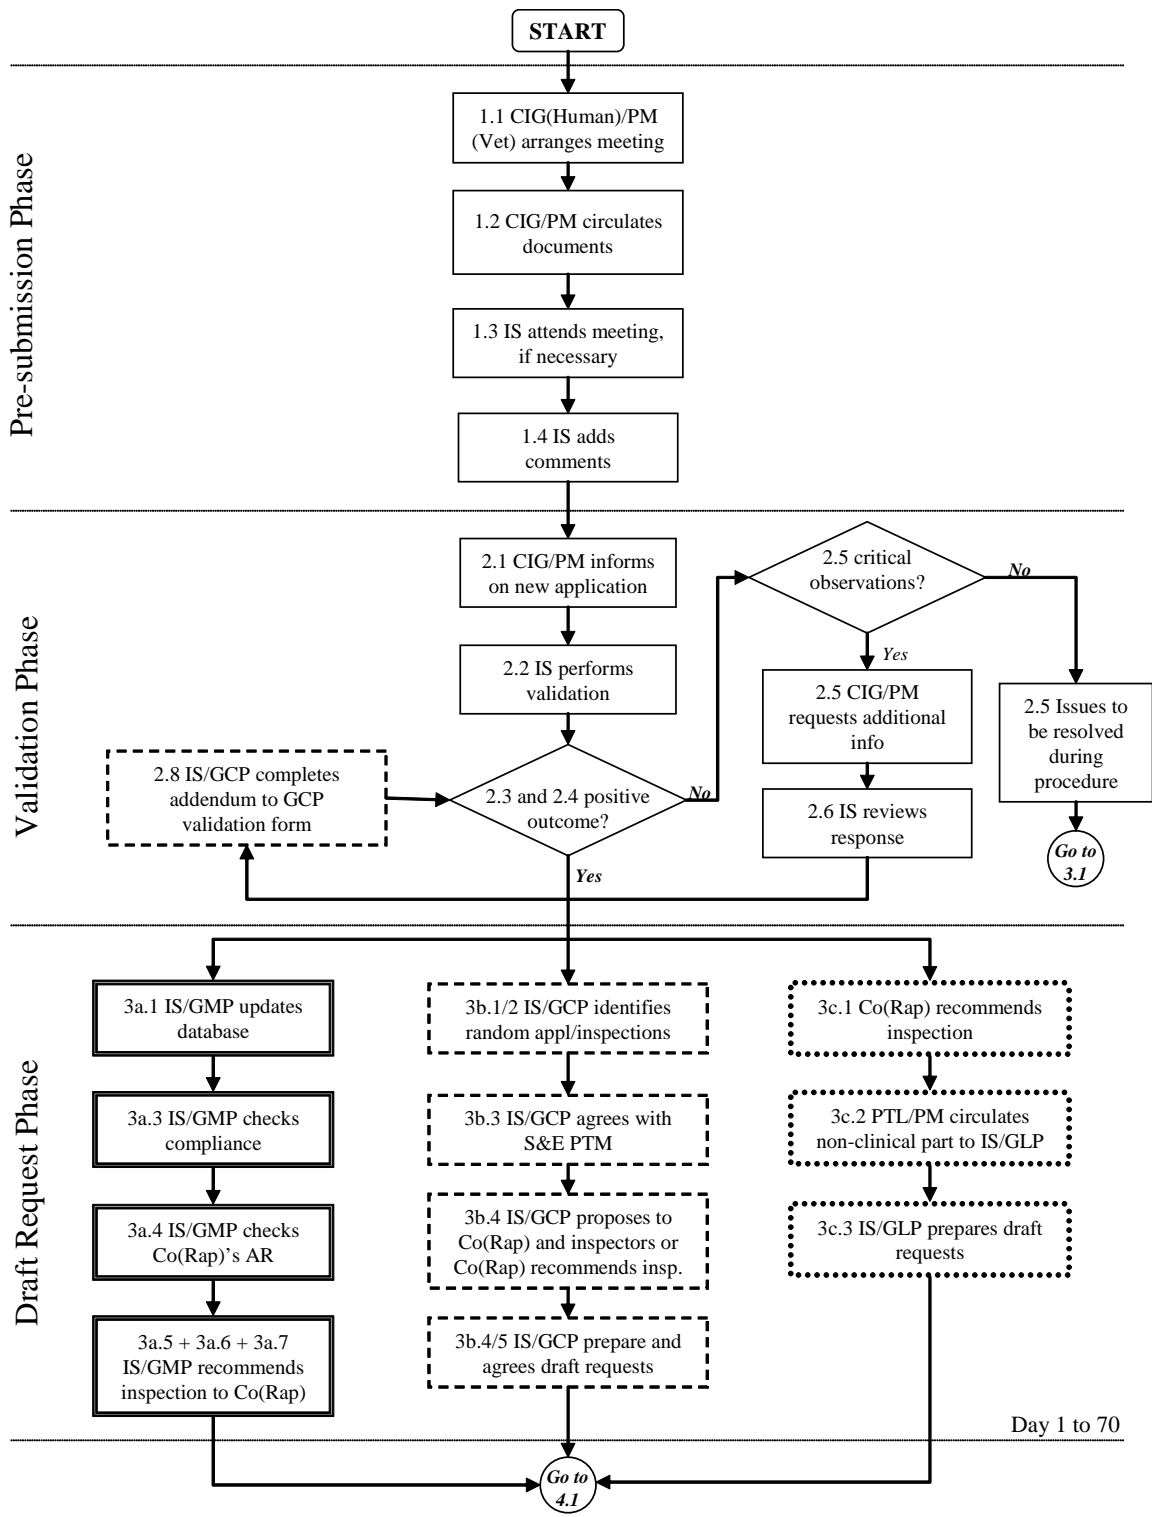 START
Pre-submission Phase
1.1 CIG(Human)/PM
(Vet) arranges meeting
1.2 CIG/PM circulates
documents
1.3 IS attends meeting,
if necessary
1.4 IS adds
comments
Validation Phase
2.1 CIG/PM informs
on new application
2.2 IS performs
validation
2.3 and 2.4 positive
outcome?
No
Yes
2.8 IS/GCP completes
addendum to GCP
validation form
2.5 critical
observations?
No
Yes
2.5 CIG/PM
requests additional
info
2.6 IS reviews
response
2.5 Issues to
be resolved
during
procedure
Go to
3.1
Draft Request Phase
3a.1 IS/GMP updates
database
3a.3 IS/GMP checks
compliance
3a.4 IS/GMP checks
Co(Rap)’s AR
3a.5 + 3a.6 + 3a.7
IS/GMP recommends
inspection to Co(Rap)
3b.1/2 IS/GCP identifies
random appl/inspections
3b.3 IS/GCP agrees with
S&E PTM
3b.4 IS/GCP proposes to
Co(Rap) and inspectors or
Co(Rap) recommends insp.
3b.4/5 IS/GCP prepare and
agrees draft requests
3c.1 Co(Rap) recommends
inspection
3c.2 PTL/PM circulates
non-clinical part to IS/GLP
3c.3 IS/GLP prepares draft
requests
Day 1 to 70
Go to
4.1